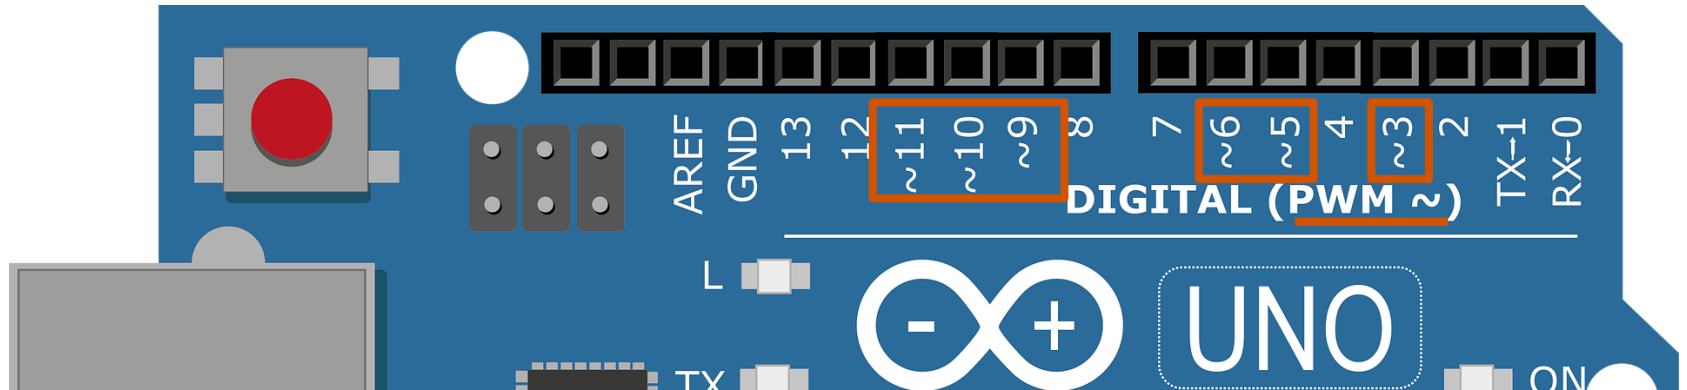 AREF GND 13 12 ~11 ~10 ~9 8 7 ~6 ~5 4 ~3 2 TX→1 RX←0
DIGITAL (PWM ~)
L
- +
UNO
TX
ON